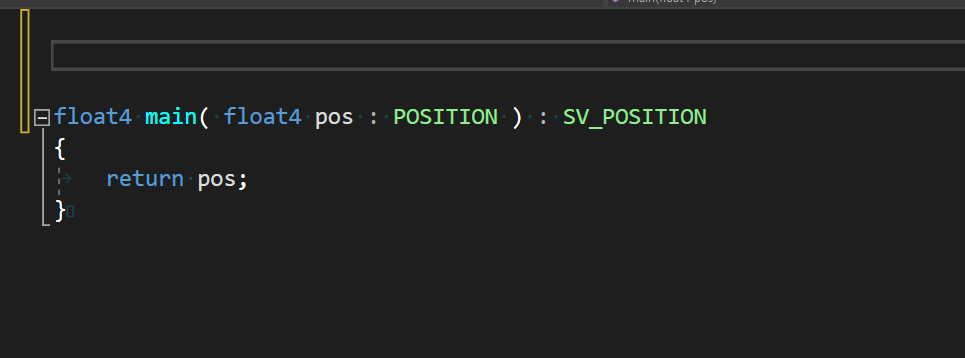 float4 main( float4 pos : POSITION ) : SV_POSITION
{
return pos;
}